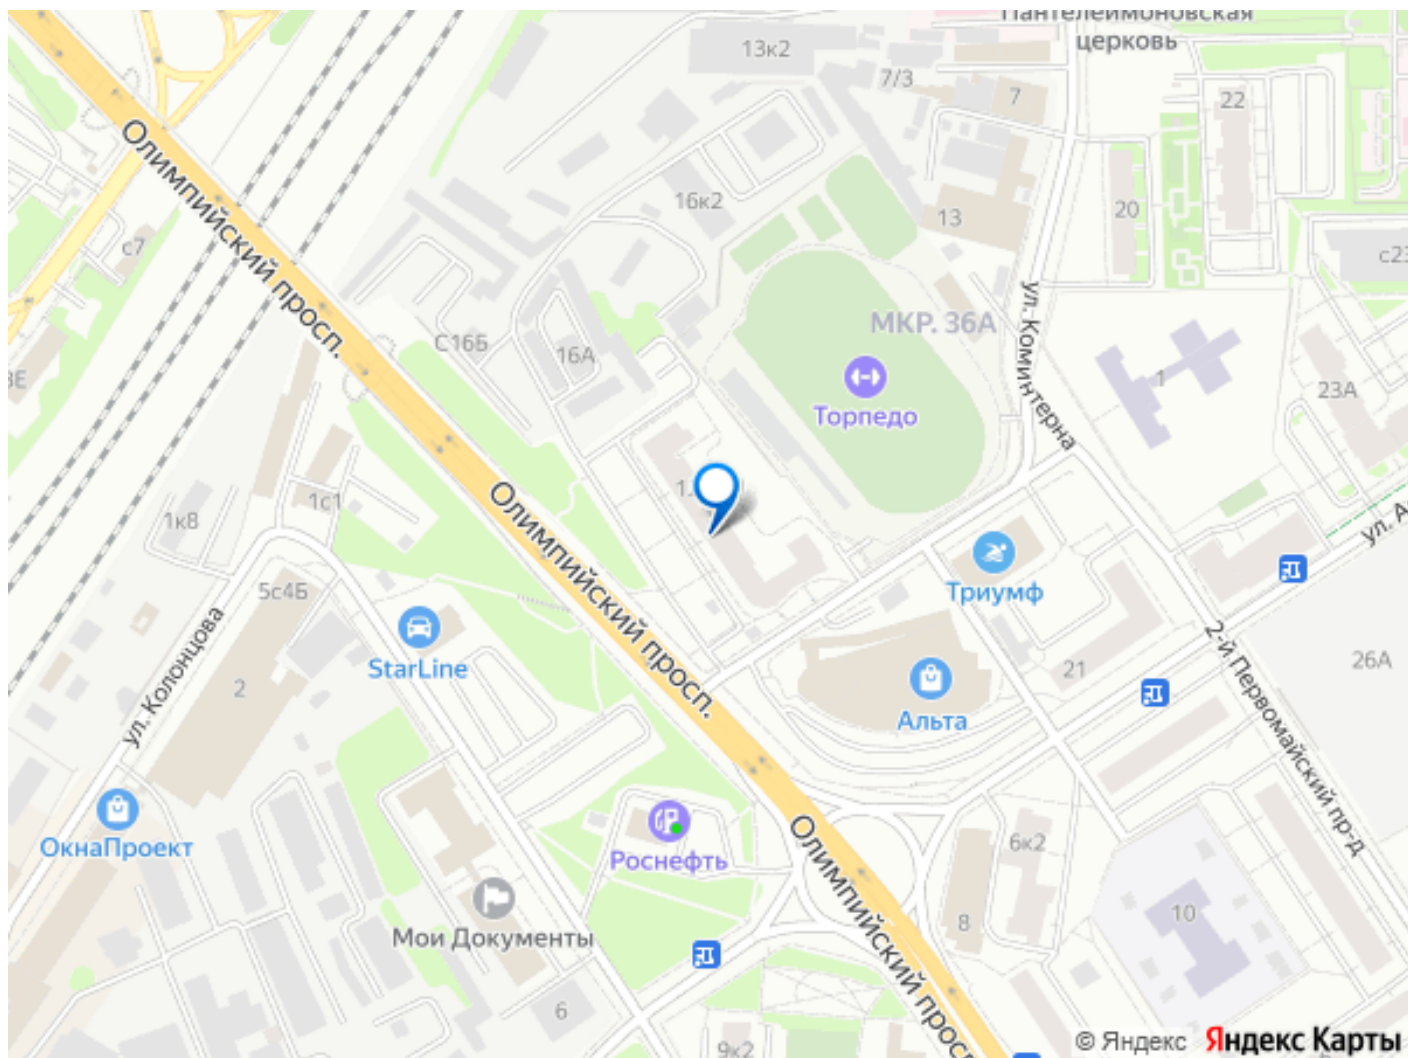 Пантелеймоновская
церковь
13к2
7/3
7
22
Олимпийский просп.
16к2
20
13
с7
с23
ул. Коминтерна
МКР. 36А
С16Б
16А
1
23А
Торпедо
1к8
1с1
Олимпийский просп.
ул. А
5с4Б
Триумф
StarLine
ул. Колонцова
2
21
2-й Первомайский пр-д
26А
Альта
ОкнаПроект
Роснефть
Олимпийский просп.
6к2
10
8
Мои Документы
6
9к2
© Яндекс Яндекс Карты